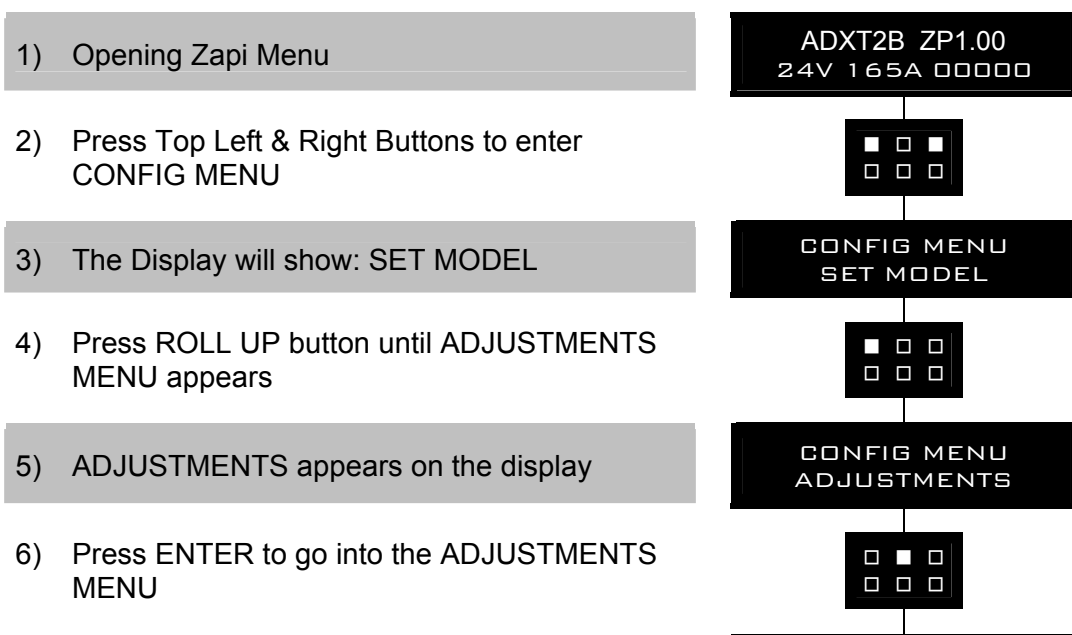 1) Opening Zapi Menu
ADXT2B ZP1.00
24V 165A 00000
2) Press Top Left & Right Buttons to enter
CONFIG MENU
3) The Display will show: SET MODEL
CONFIG MENU
SET MODEL
4) Press ROLL UP button until ADJUSTMENTS
MENU appears
5) ADJUSTMENTS appears on the display
CONFIG MENU
ADJUSTMENTS
6) Press ENTER to go into the ADJUSTMENTS
MENU